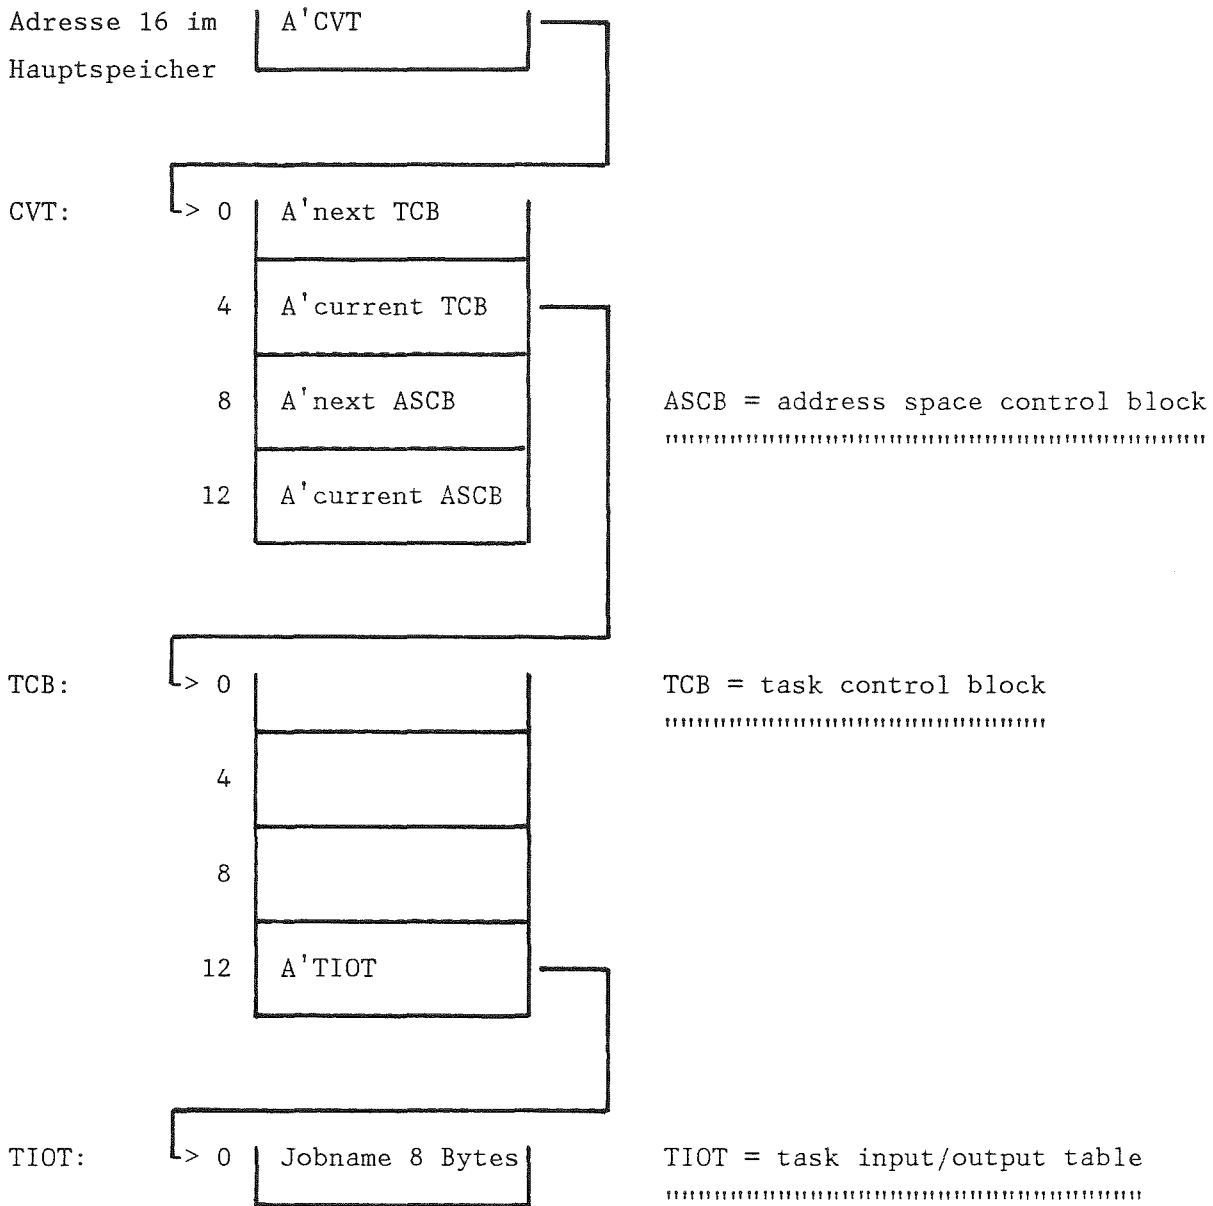 Adresse 16 im A'CVT
Hauptspeicher
CVT: -> 0 A'next TCB
4 A'current TCB
8 A'next ASCB ASCB = address space control block
12 A'current ASCB
TCB: -> 0 TCB = task control block
4
8
12 A'TIOT
TIOT: -> 0 Jobname 8 Bytes TIOT = task input/output table